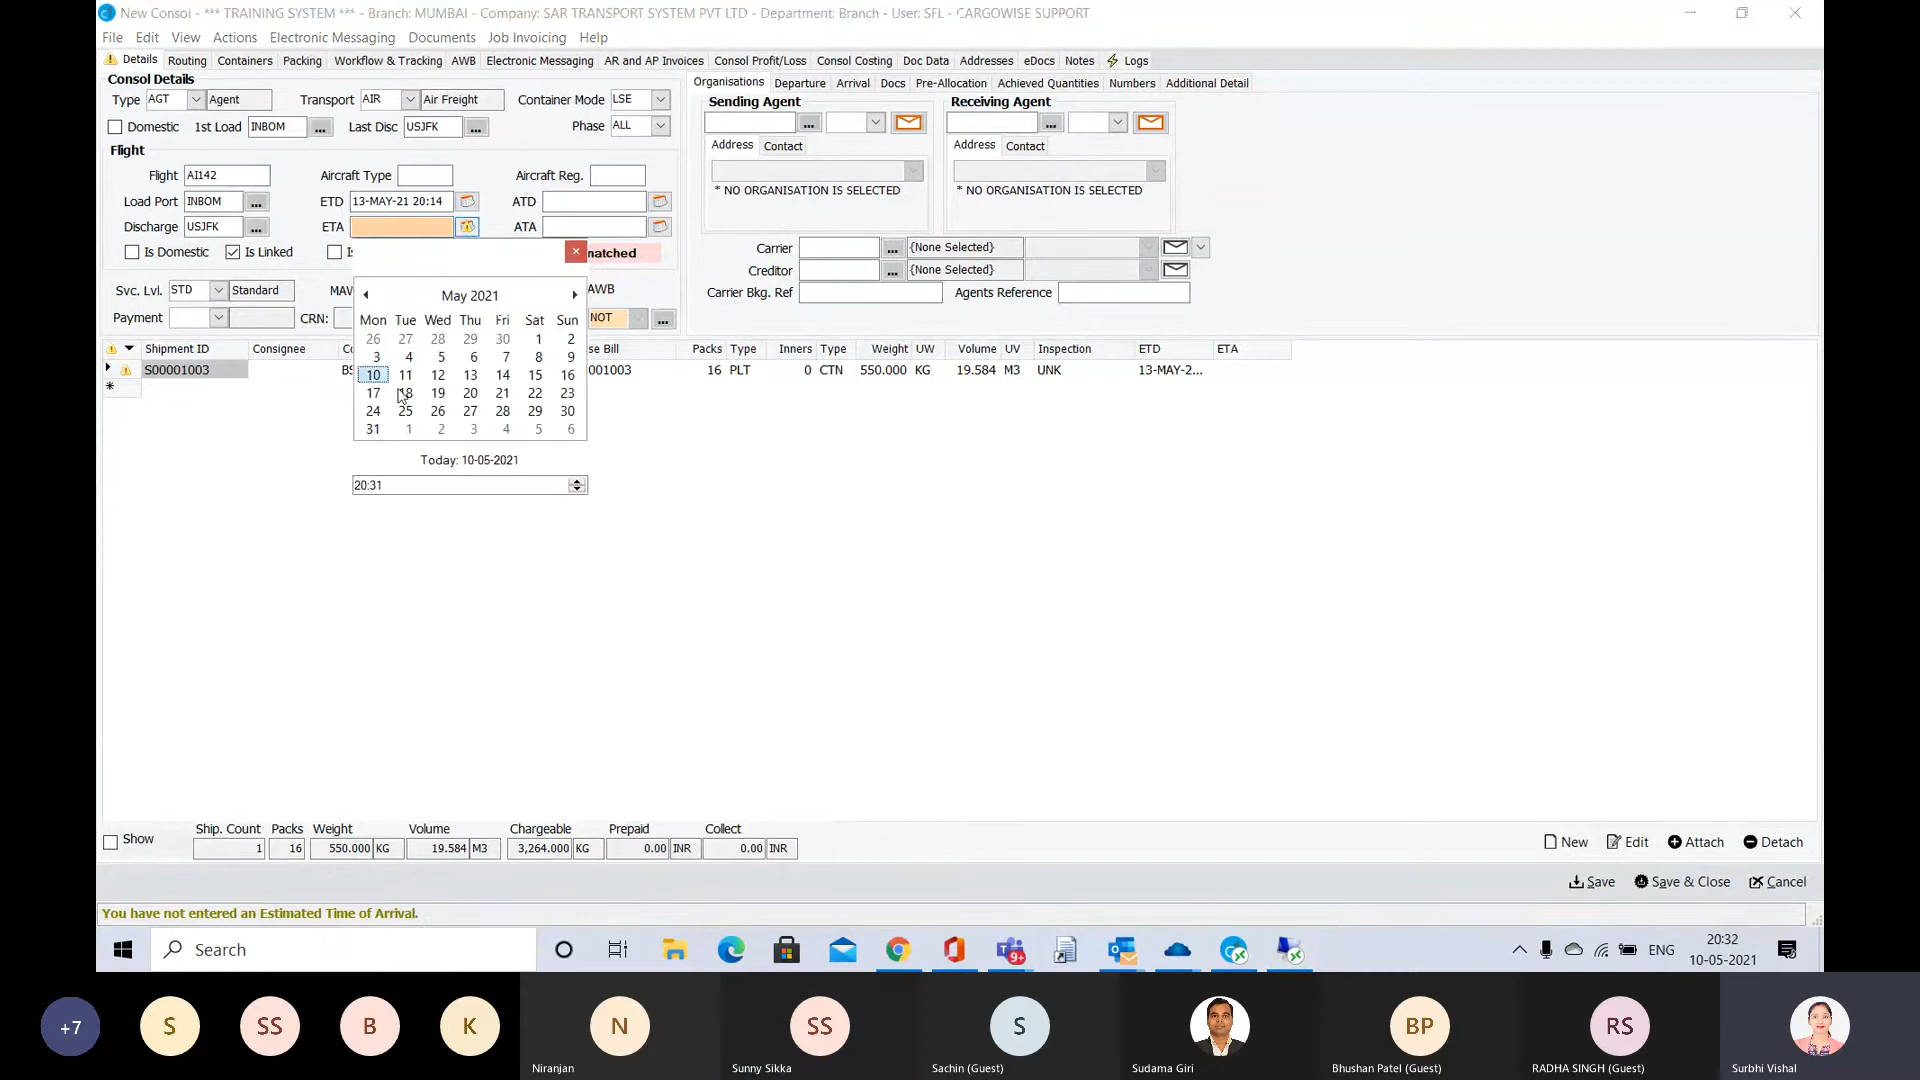 New Consol - *** TRAINING SYSTEM *** - Branch: MUMBAI - Company: SAR TRANSPORT SYSTEM PVT LTD - Department: Branch - User: SFL - CARGOWISE SUPPORT
File Edit View Actions Electronic Messaging Documents Job Invoicing Help
Details Routing Containers Packing Workflow & Tracking AWB Electronic Messaging AR and AP Invoices Consol Profit/Loss Consol Costing Doc Data Addresses eDocs Notes Logs
Consol Details
Type AGT Agent Transport AIR Air Freight Container Mode LSE
Domestic 1st Load INBOM ... Last Disc USJFK ... Phase ALL
Flight
Flight AI142 Aircraft Type Aircraft Reg.
Load Port INBOM ... ETD 13-MAY-21 20:14 ATD
Discharge USJFK ... ETA ATA
Is Domestic Is Linked Is matched
Svc. Lvl. STD Standard MAW AWB
Payment CRN: NOT ...
Organisations Departure Arrival Docs Pre-Allocation Achieved Quantities Numbers Additional Detail
Sending Agent Receiving Agent
... ...
Address Contact Address Contact
* NO ORGANISATION IS SELECTED * NO ORGANISATION IS SELECTED
Carrier ... {None Selected}
Creditor ... {None Selected}
Carrier Bkg. Ref Agents Reference
May 2021
Mon Tue Wed Thu Fri Sat Sun
26 27 28 29 30 1 2
3 4 5 6 7 8 9
10 11 12 13 14 15 16
17 18 19 20 21 22 23
24 25 26 27 28 29 30
31 1 2 3 4 5 6
Today: 10-05-2021
20:31
Shipment ID Consignee Co se Bill Packs Type Inners Type Weight UW Volume UV Inspection ETD ETA
S00001003 BS 001003 16 PLT 0 CTN 550.000 KG 19.584 M3 UNK 13-MAY-2...
*
Show Ship. Count Packs Weight Volume Chargeable Prepaid Collect
1 16 550.000 KG 19.584 M3 3,264.000 KG 0.00 INR 0.00 INR
New Edit Attach Detach
Save Save & Close Cancel
You have not entered an Estimated Time of Arrival.
Search
9+
ENG
20:32
10-05-2021
+7 S SS B K N SS S BP RS
Niranjan Sunny Sikka Sachin (Guest) Sudama Giri Bhushan Patel (Guest) RADHA SINGH (Guest) Surbhi Vishal